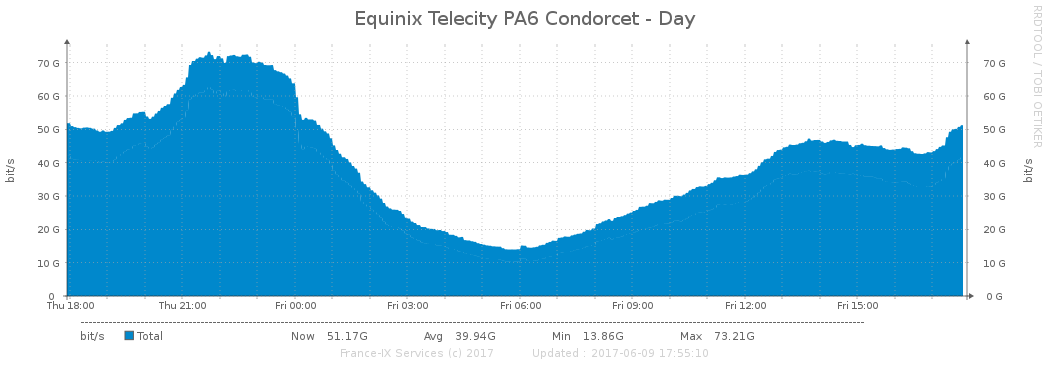 Equinix Telecity PA6 Condorcet - Day
RRDTOOL / TOBI OETIKER
bit/s
70 G
60 G
50 G
40 G
30 G
20 G
10 G
0
70 G
60 G
50 G
40 G
30 G
20 G
10 G
0 G
bit/s
Thu 18:00 Thu 21:00 Fri 00:00 Fri 03:00 Fri 06:00 Fri 09:00 Fri 12:00 Fri 15:00
bit/s Total Now 51.17G Avg 39.94G Min 13.86G Max 73.21G
France-IX Services (c) 2017 Updated : 2017-06-09 17:55:10